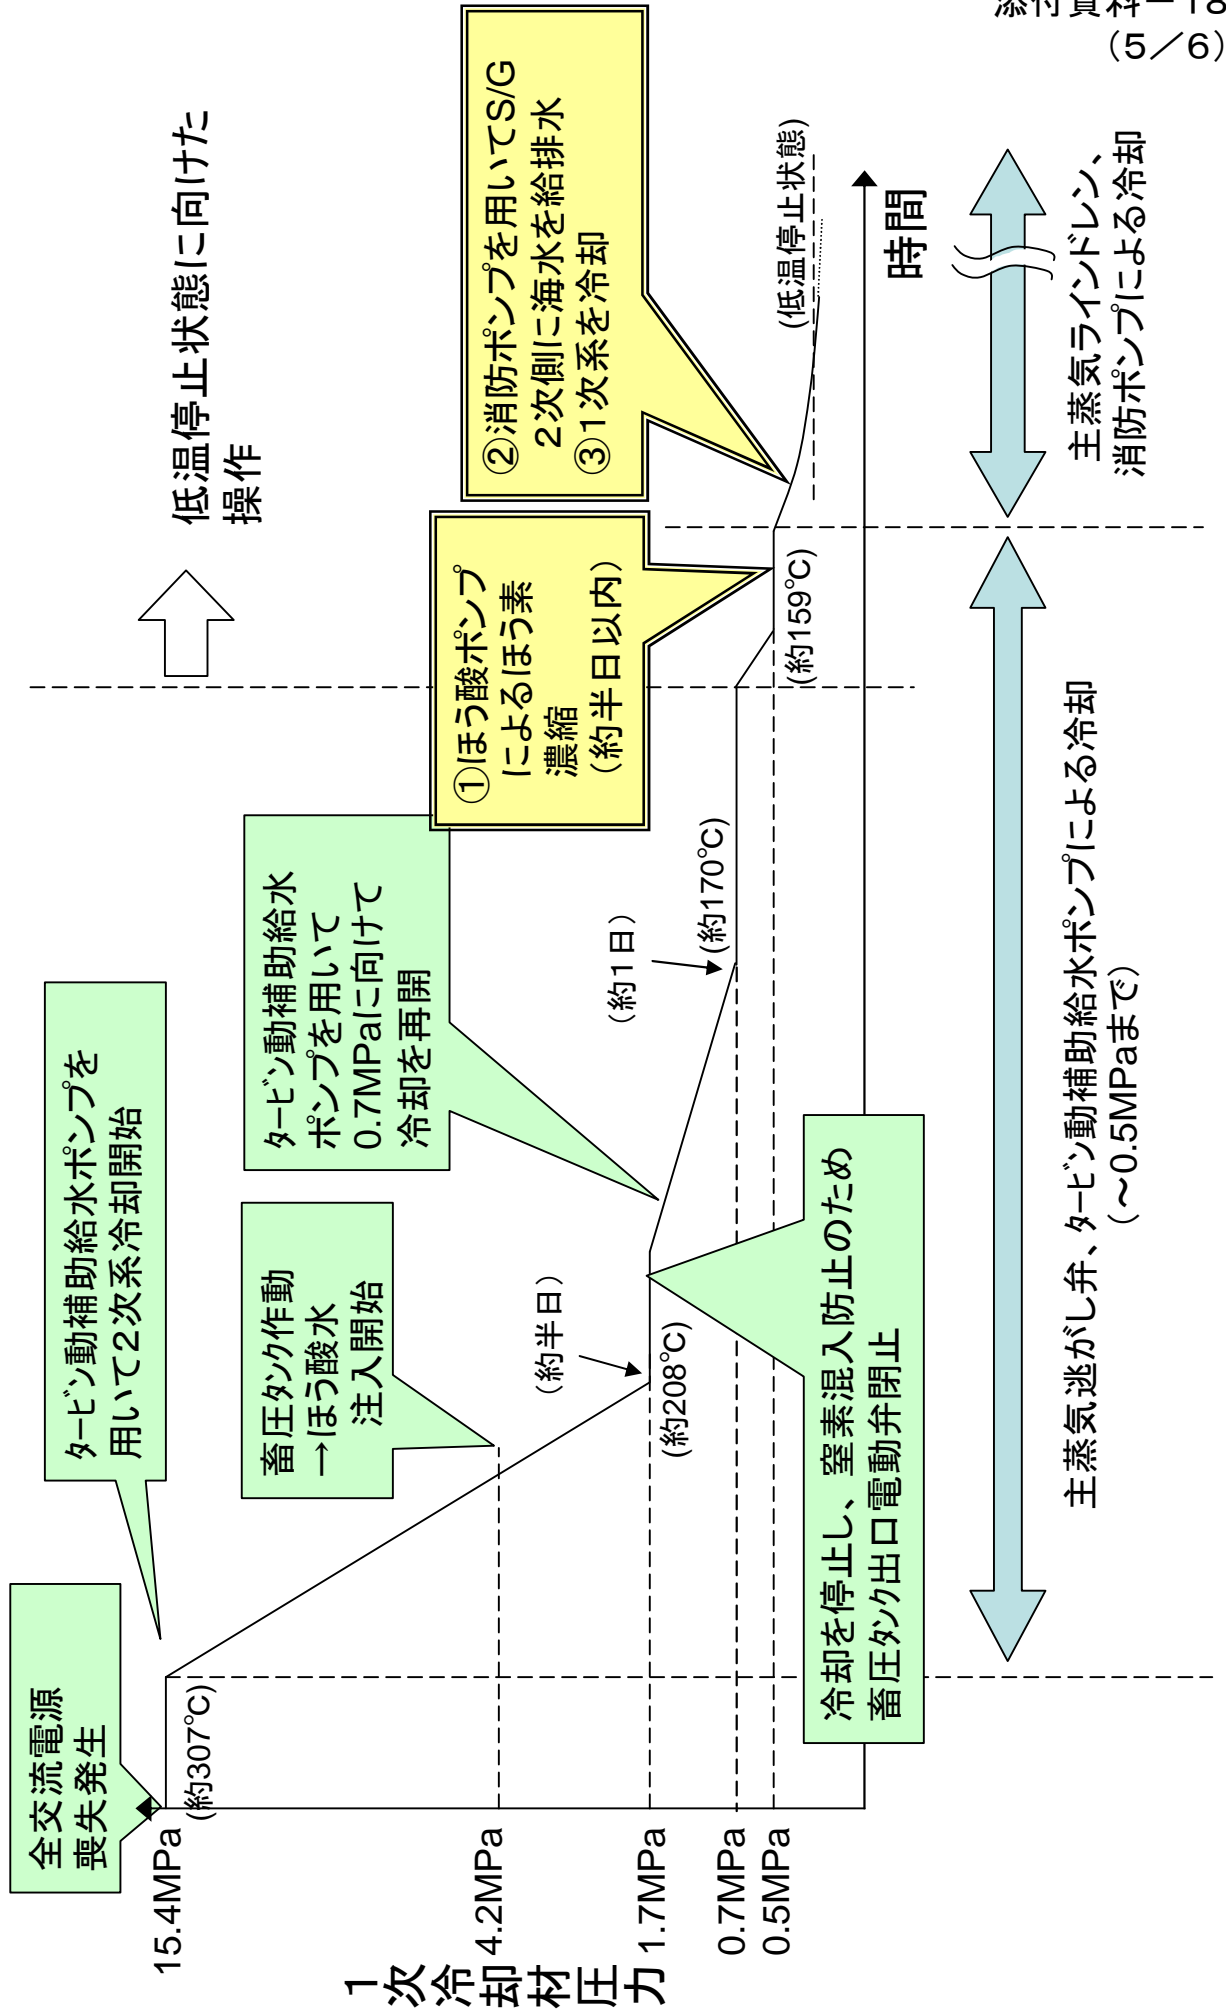 添付資料－18
（5／6）
低温停止状態に向けた
操作
全交流電源
喪失発生
タービン動補助給水ポンプを
用いて2次系冷却開始
畜圧タンク作動
→ほう酸水
注入開始
タービン動補助給水
ポンプを用いて
0.7MPaに向けて
冷却を再開
①ほう酸ポンプ
によるほう素
濃縮
（約半日以内）
②消防ポンプを用いてS/G
2次側に海水を給排水
③1次系を冷却
冷却を停止し、窒素混入防止のため
畜圧タンク出口電動弁閉止
1次冷却材圧力
15.4MPa
4.2MPa
1.7MPa
0.7MPa
0.5MPa
(約307℃)
（約半日）
(約208℃)
（約1日）
(約170℃)
(約159℃)
(低温停止状態)
時間
主蒸気逃がし弁、タービン動補助給水ポンプによる冷却
（～0.5MPaまで）
主蒸気ラインドレン、
消防ポンプによる冷却